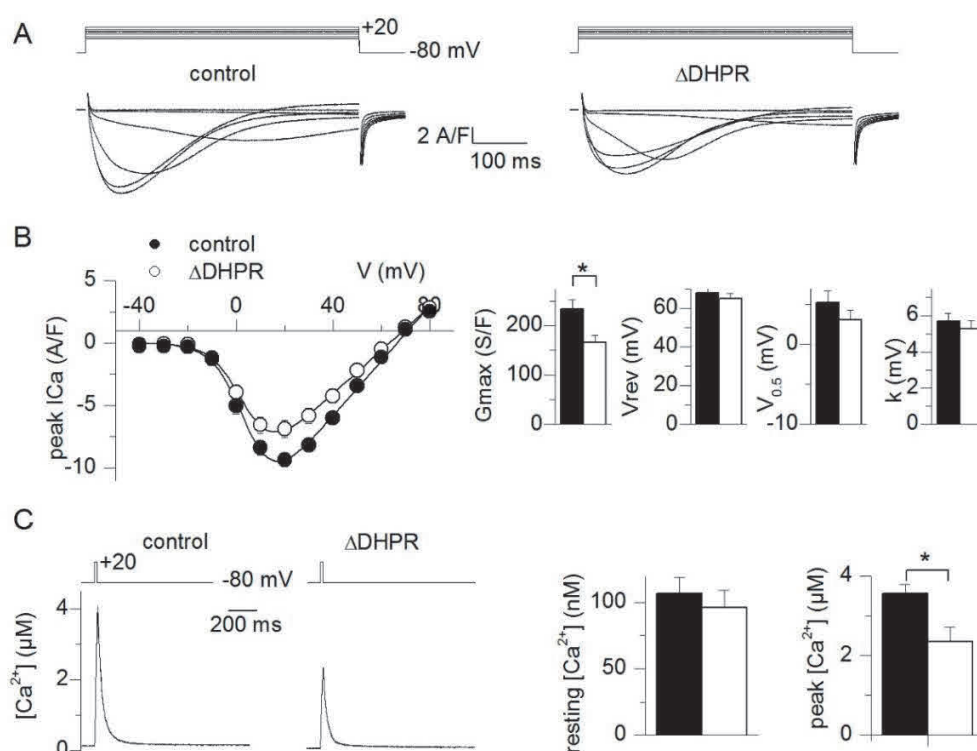 A
+20
-80 mV
control
ΔDHPR
2 A/F
100 ms
B
control
ΔDHPR
V (mV)
peak ICa (A/F)
5
0
-5
-10
-40
0
40
80
Gmax (S/F)
200
100
0
*
Vrev (mV)
60
30
0
V0.5 (mV)
0
-10
k (mV)
6
4
2
0
C
control
ΔDHPR
+20
-80 mV
200 ms
[Ca2+] (µM)
4
2
0
resting [Ca2+] (nM)
100
50
0
peak [Ca2+] (µM)
4
2
0
*